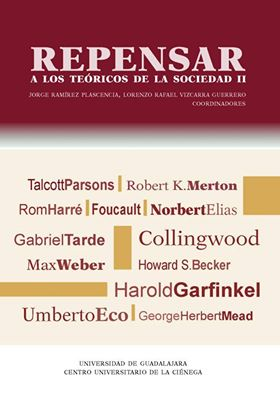 REPENSAR
A LOS TEÓRICOS DE LA SOCIEDAD II
JORGE RAMÍREZ PLASCENCIA, LORENZO RAFAEL VIZCARRA GUERRERO
COORDINADORES
TalcottParsons Robert K.Merton
RomHarré Foucault NorbertElias
GabrielTarde Collingwood
MaxWeber Howard S.Becker
HaroldGarfinkel
UmbertoEco GeorgeHerbertMead
UNIVERSIDAD DE GUADALAJARA
CENTRO UNIVERSITARIO DE LA CIÉNEGA